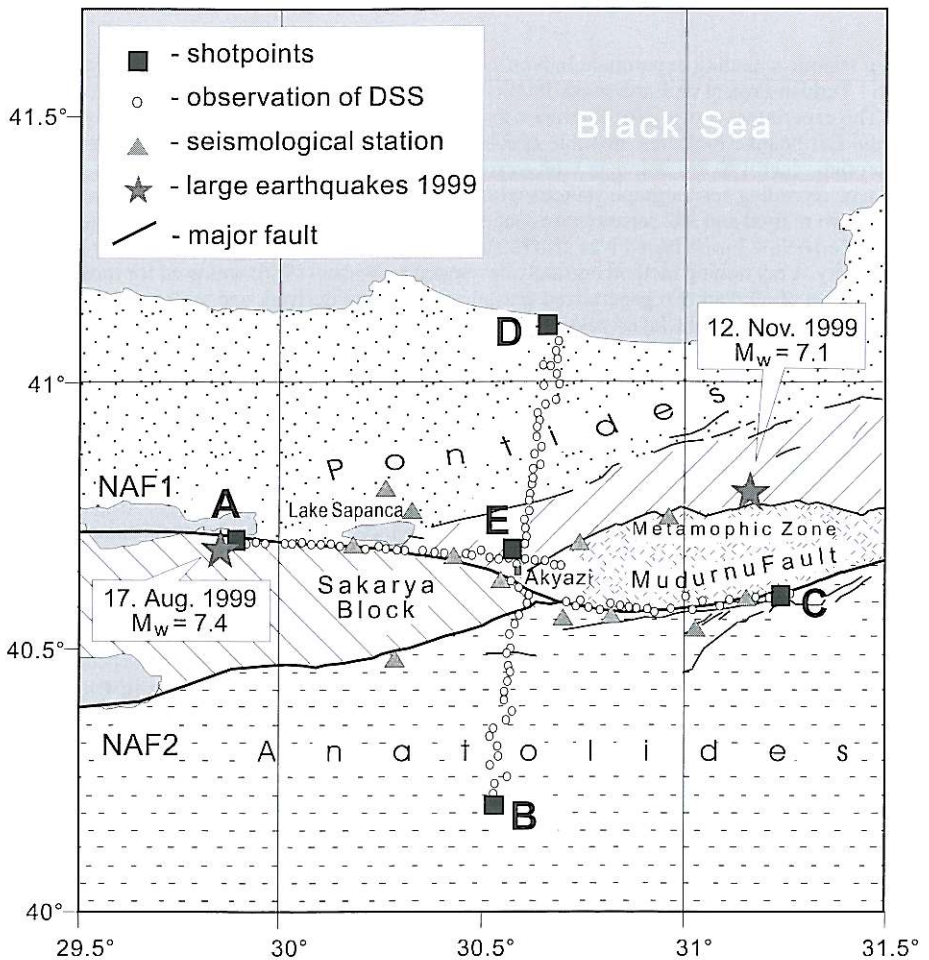 - shotpoints
- observation of DSS
- seismological station
- large earthquakes 1999
- major fault
Black Sea
41.5°
D
12. Nov. 1999
Mw = 7.1
41°
Pontides
NAF1
A
Lake Sapanca
E
Metamophic Zone
Akyazi
Mudurnu Fault
Sakarya
Block
17. Aug. 1999
Mw = 7.4
C
40.5°
NAF2
Anatolides
B
40°
29.5°
30°
30.5°
31°
31.5°